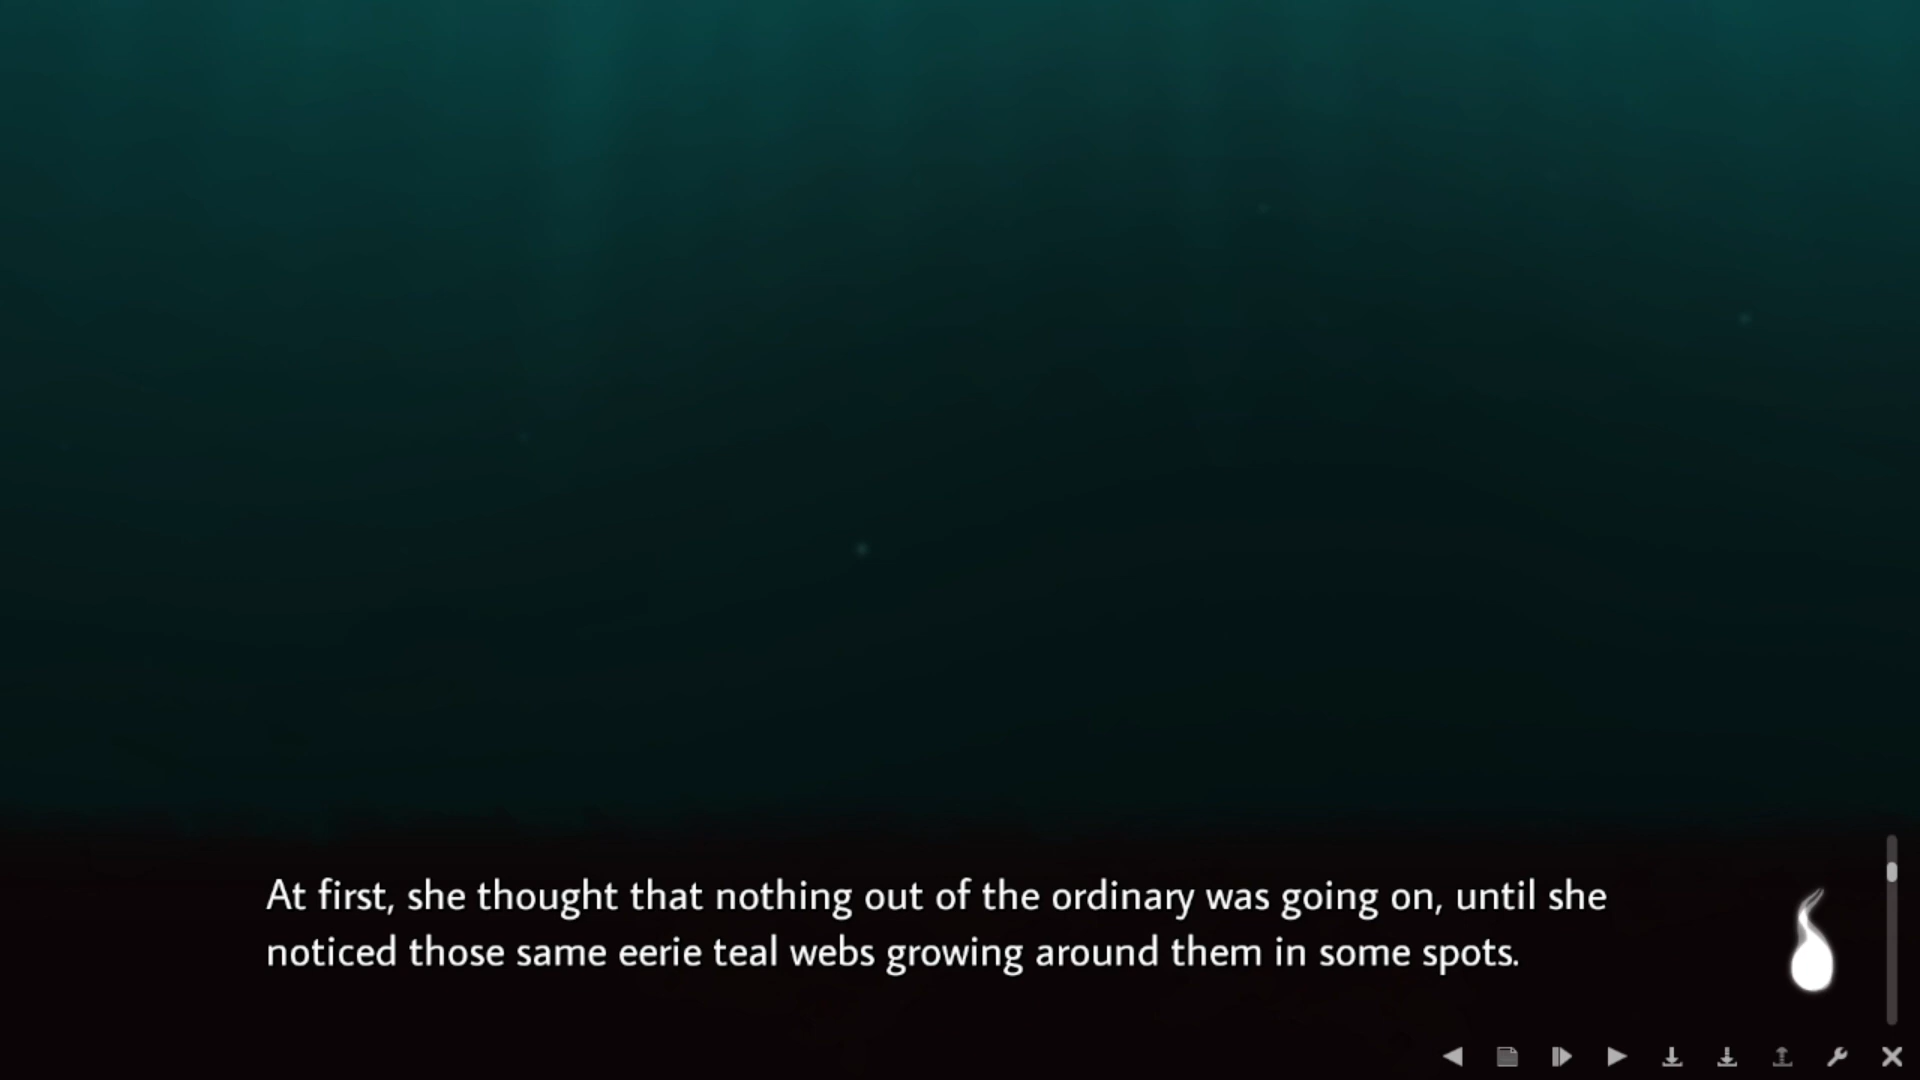 At first, she thought that nothing out of the ordinary was going on, until she
noticed those same eerie teal webs growing around them in some spots.